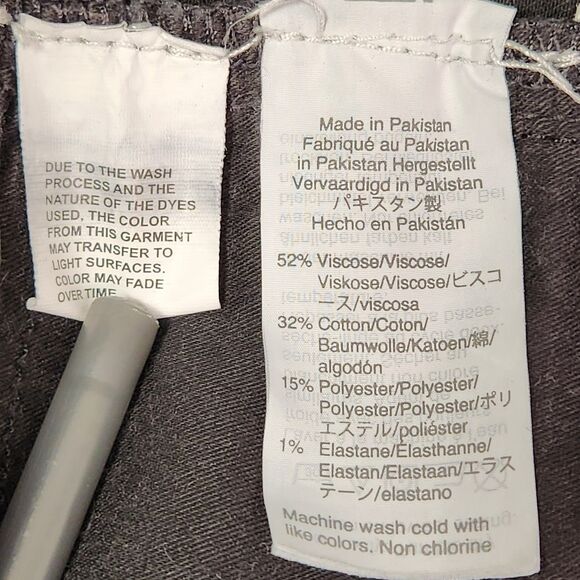 DUE TO THE WASH
PROCESS AND THE
NATURE OF THE DYES
USED, THE COLOR
FROM THIS GARMENT
MAY TRANSFER TO
LIGHT SURFACES.
COLOR MAY FADE
OVER TIME
Made in Pakistan
Fabriqué au Pakistan
in Pakistan Hergestellt
Vervaardigd in Pakistan
パキスタン製
Hecho en Pakistán
52% Viscose/Viscose/
Viskose/Viscose/ビスコ
ース/viscosa
32% Cotton/Coton/
Baumwolle/Katoen/綿/
algodón
15% Polyester/Polyester/
Polyester/Polyester/ポリ
エステル/poliéster
1% Elastane/Elasthanne/
Elastan/Elastaan/エラス
テーン/elastano
Machine wash cold with
like colors. Non chlorine